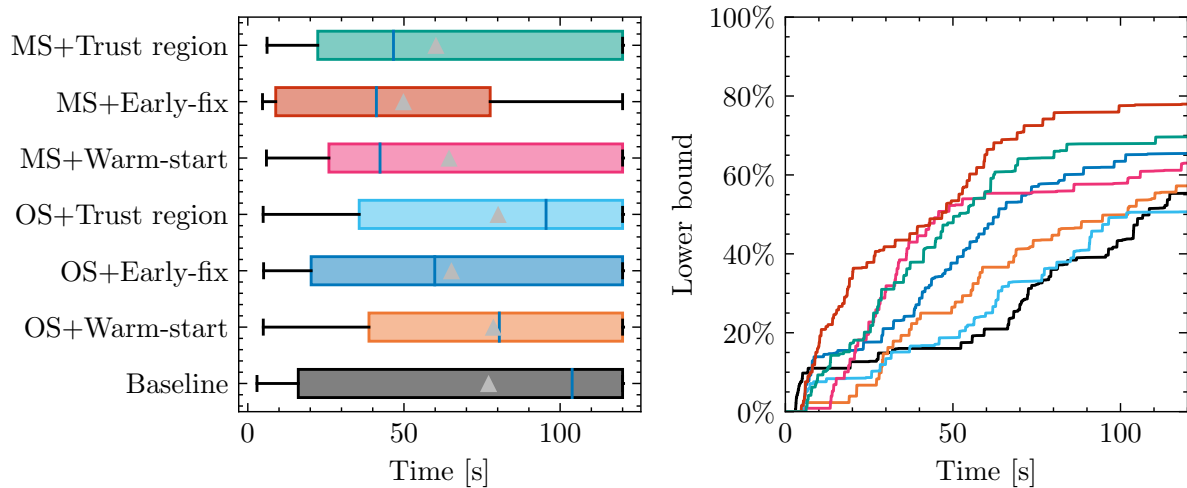 MS+Trust region
MS+Early-fix
MS+Warm-start
OS+Trust region
OS+Early-fix
OS+Warm-start
Baseline
0
50
100
Time [s]
100%
80%
60%
40%
20%
0%
Lower bound
0
50
100
Time [s]